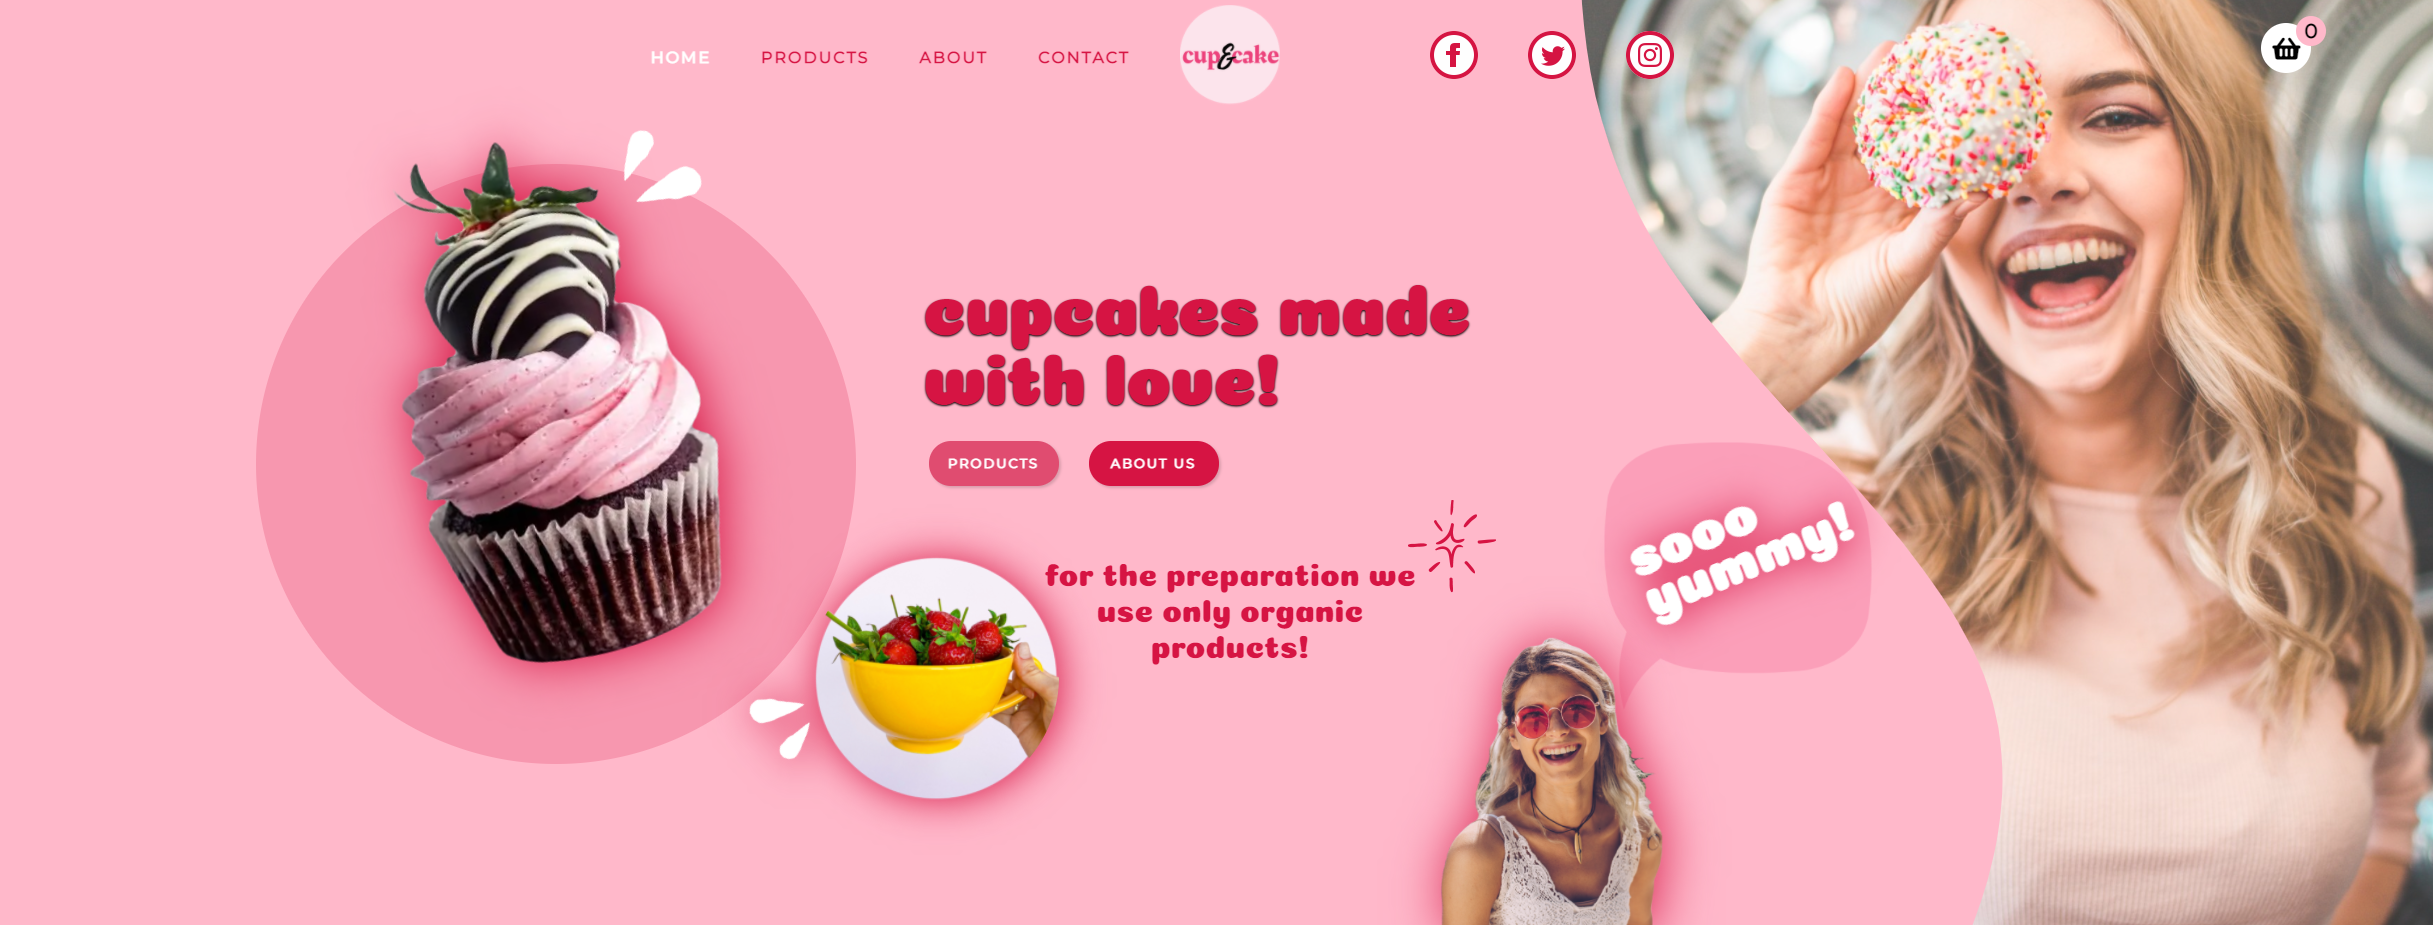 HOME
PRODUCTS
ABOUT
CONTACT
cup&cake
0
cupcakes made
with love!
PRODUCTS
ABOUT US
for the preparation we
use only organic
products!
sooo
yummy!